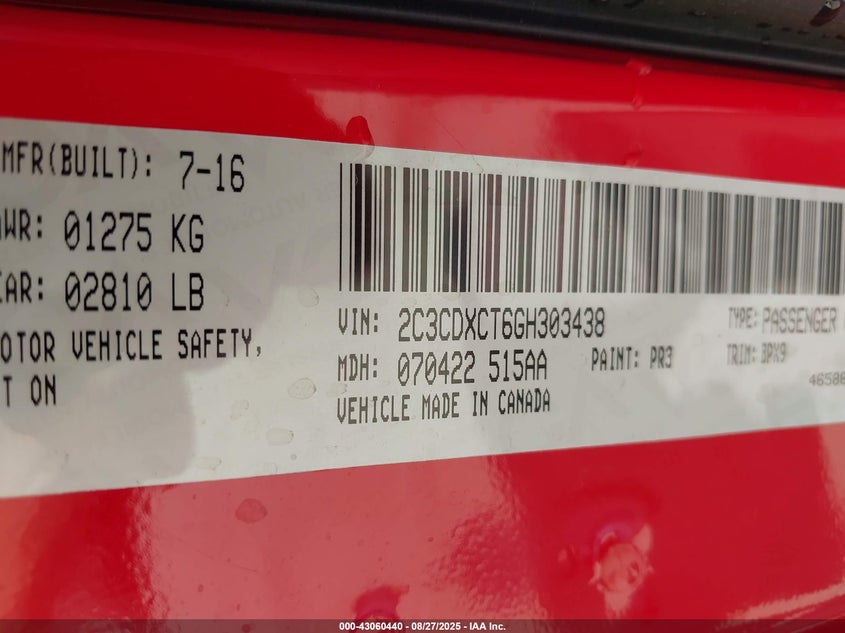 MFR(BUILT): 7-16
WR: 01275 KG
EAR: 02810 LB
OTOR VEHICLE SAFETY,
T ON
VIN: 2C3CDXCT6GH303438
TYPE: PASSENGER
MDH: 070422 515AA
PAINT: PR3
TRIM: BPX9
VEHICLE MADE IN CANADA
46586
000-43060440 - 08/27/2025 - IAA Inc.